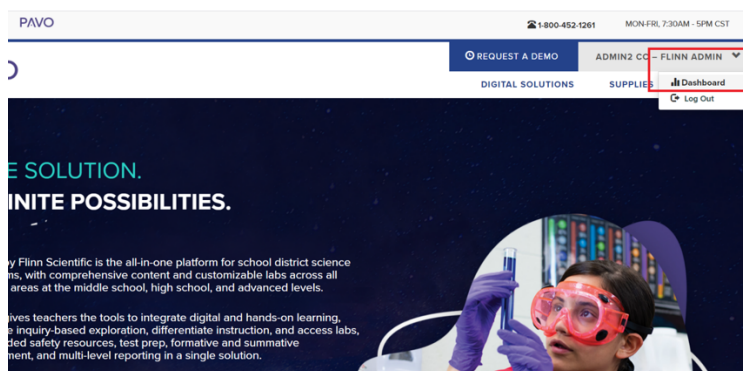 PAVO
1-800-452-1261 MON-FRI, 7:30AM - 5PM CST
REQUEST A DEMO ADMIN2 CO – FLINN ADMIN
DIGITAL SOLUTIONS SUPPLIES
Dashboard
Log Out
E SOLUTION.
INITE POSSIBILITIES.
y Flinn Scientific is the all-in-one platform for school district science
ms, with comprehensive content and customizable labs across all
areas at the middle school, high school, and advanced levels.
gives teachers the tools to integrate digital and hands-on learning,
e inquiry-based exploration, differentiate instruction, and access labs,
ded safety resources, test prep, formative and summative
ment, and multi-level reporting in a single solution.